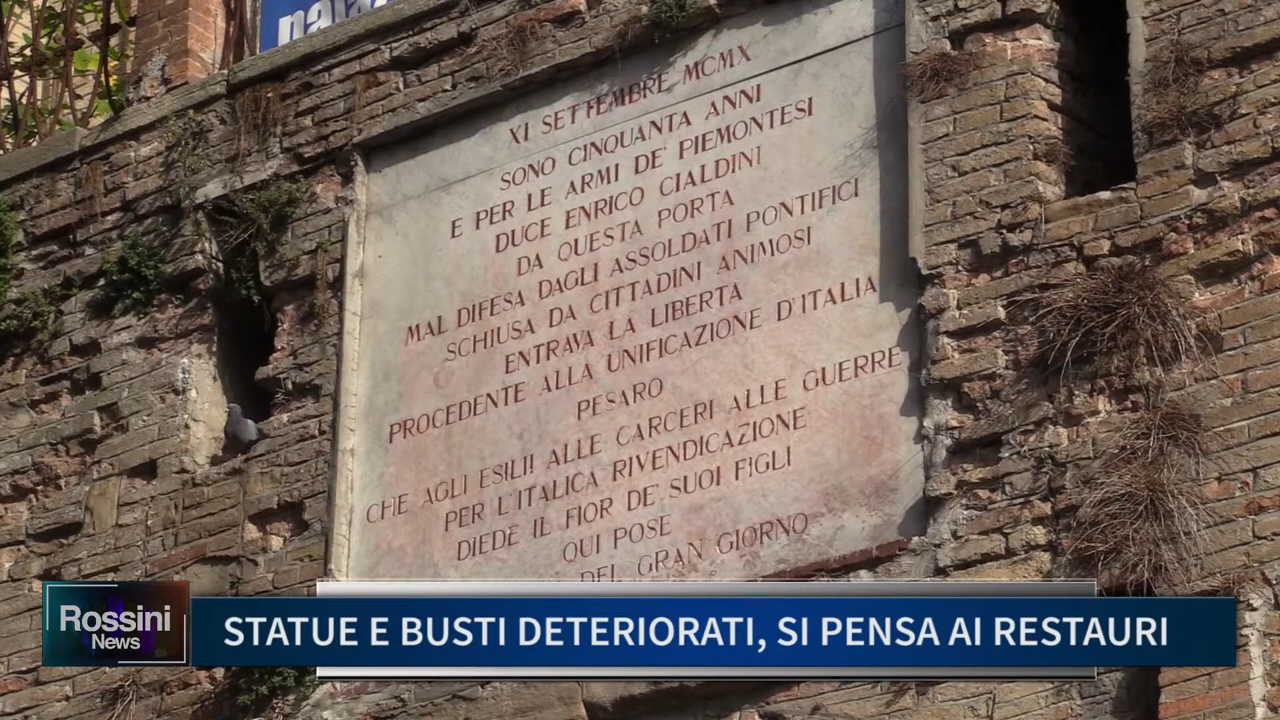 XI SETTEMBRE MCMX
SONO CINQUANTA ANNI
E PER LE ARMI DE' PIEMONTESI
DUCE ENRICO CIALDINI
DA QUESTA PORTA
MAL DIFESA DAGLI ASSOLDATI PONTIFICI
SCHIUSA DA CITTADINI ANIMOSI
ENTRAVA LA LIBERTA
PROCEDENTE ALLA UNIFICAZIONE D'ITALIA
PESARO
CHE AGLI ESILII ALLE CARCERI ALLE GUERRE
PER L'ITALICA RIVENDICAZIONE
DIEDE IL FIOR DE' SUOI FIGLI
QUI POSE
DEL GRAN GIORNO
Rossini
News
STATUE E BUSTI DETERIORATI, SI PENSA AI RESTAURI